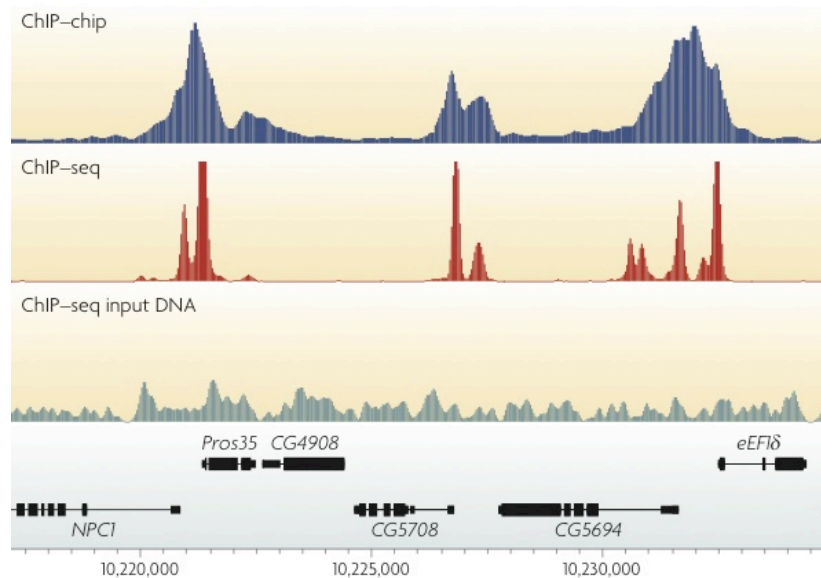 ChIP–chip
ChIP–seq
ChIP–seq input DNA
Pros35 CG4908 eEF1δ
NPC1 CG5708 CG5694
10,220,000 10,225,000 10,230,000